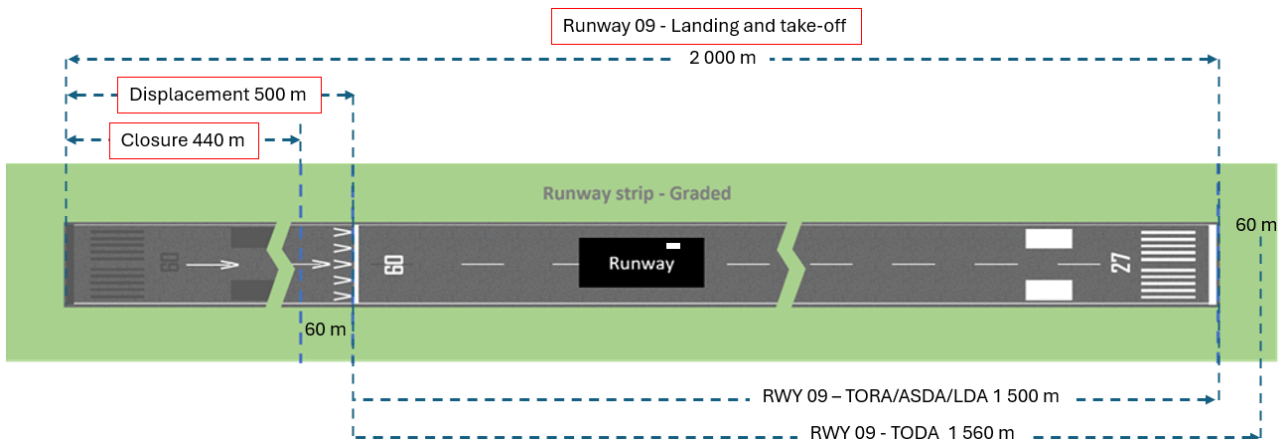 Runway 09 - Landing and take-off
2 000 m
Displacement 500 m
Closure 440 m
Runway strip - Graded
60 m
09
09
Runway
27
60 m
RWY 09 – TORA/ASDA/LDA 1 500 m
RWY 09 - TODA 1 560 m